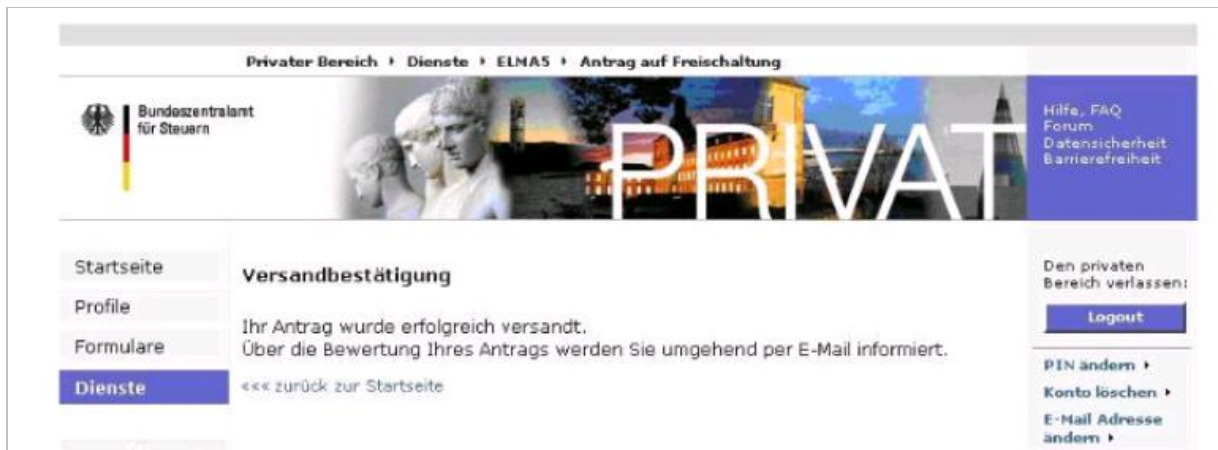 Privater Bereich ‣ Dienste ‣ ELMA5 ‣ Antrag auf Freischaltung
Bundeszentralamt
für Steuern
PRIVAT
Hilfe, FAQ
Forum
Datensicherheit
Barrierefreiheit
Startseite
Profile
Formulare
Dienste
Versandbestätigung
Ihr Antrag wurde erfolgreich versandt.
Über die Bewertung Ihres Antrags werden Sie umgehend per E-Mail informiert.
<<< zurück zur Startseite
Den privaten
Bereich verlassen:
Logout
PIN ändern ‣
Konto löschen ‣
E-Mail Adresse
ändern ‣